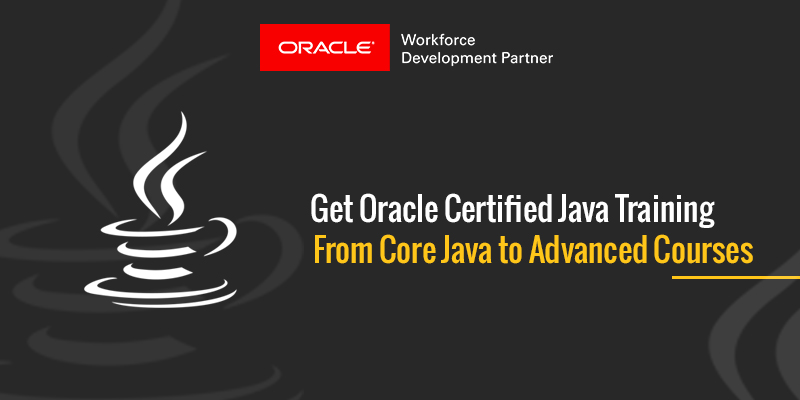 ORACLE®
Workforce
Development Partner
Get Oracle Certified Java Training
From Core Java to Advanced Courses